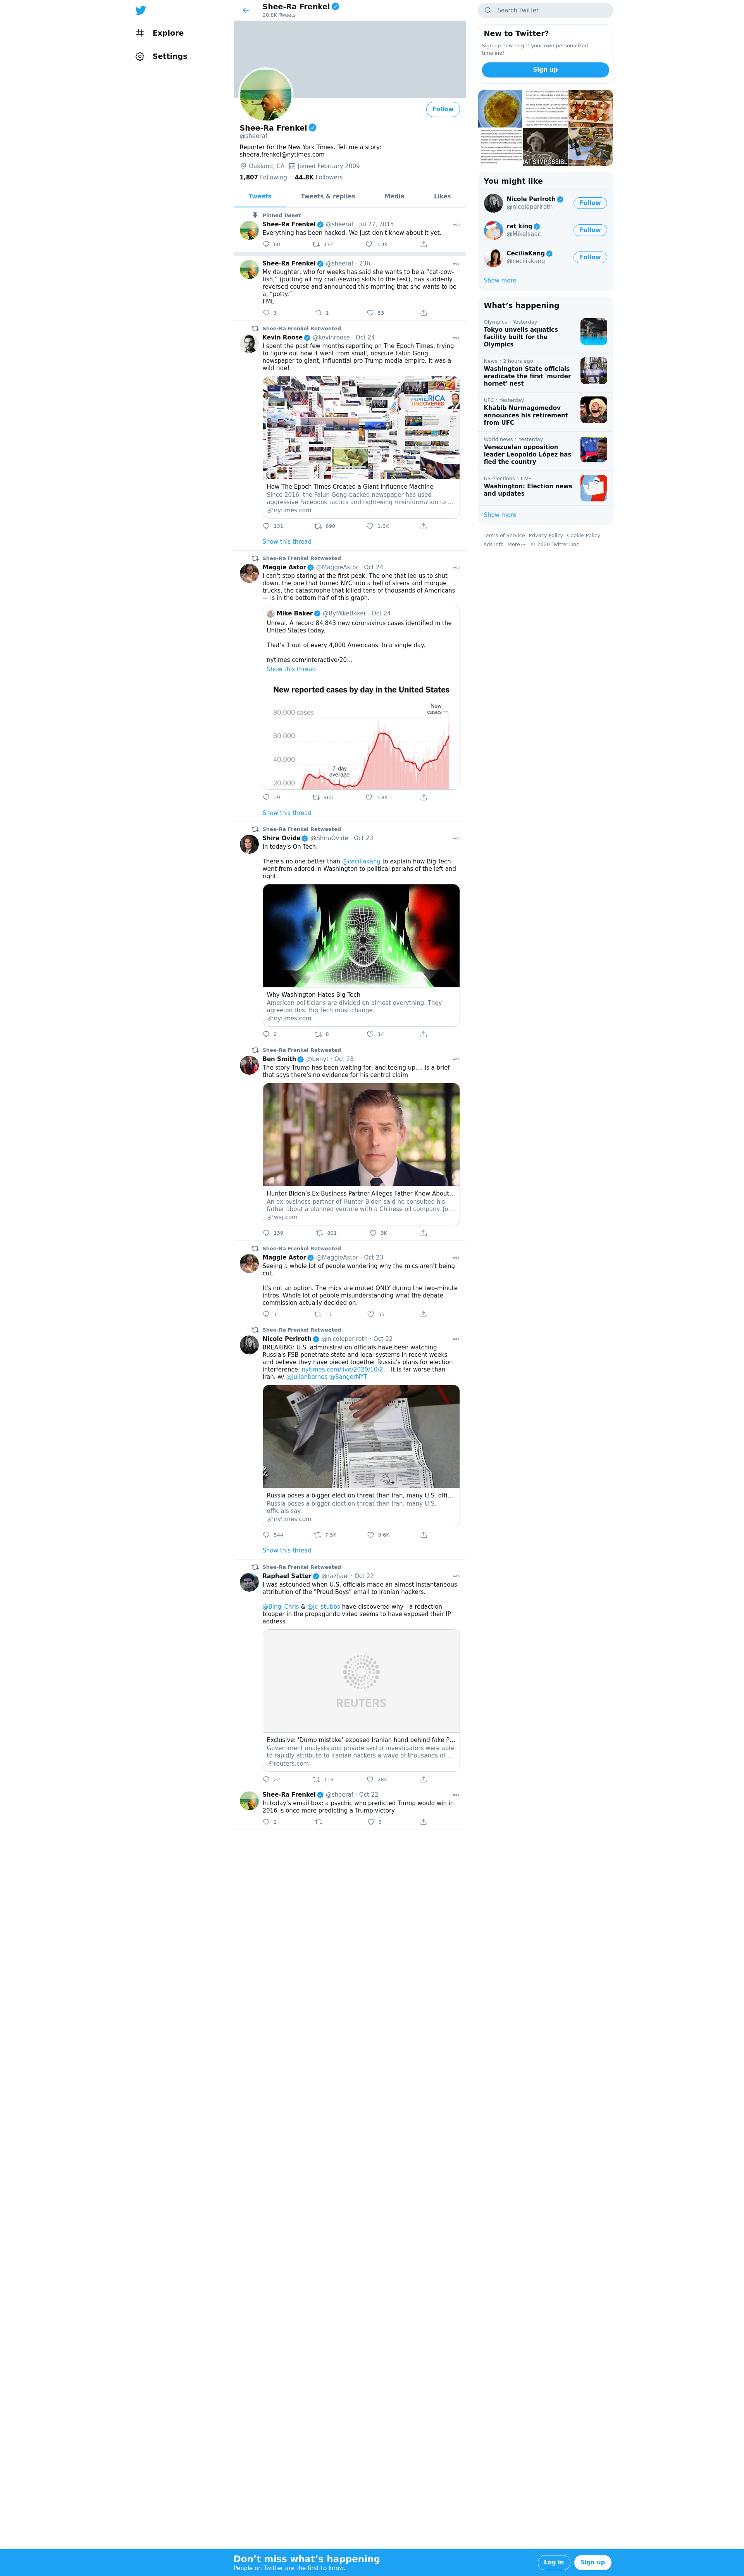 Explore
Settings
Shee-Ra Frenkel
20.8K Tweets
Follow
Shee-Ra Frenkel
@sheeraf
Reporter for the New York Times. Tell me a story:
sheera.frenkel@nytimes.com
Oakland, CA Joined February 2009
1,807 Following 44.8K Followers
Tweets Tweets & replies Media Likes
Pinned Tweet
Shee-Ra Frenkel @sheeraf · Jul 27, 2015
Everything has been hacked. We just don't know about it yet.
60 472 1.4K
Shee-Ra Frenkel @sheeraf · 23h
My daughter, who for weeks has said she wants to be a “cat-cow-
fish,” (putting all my craft/sewing skills to the test), has suddenly
reversed course and announced this morning that she wants to be
a, “potty.”
FML.
3 1 53
Shee-Ra Frenkel Retweeted
Kevin Roose @kevinroose · Oct 24
I spent the past few months reporting on The Epoch Times, trying
to figure out how it went from small, obscure Falun Gong
newspaper to giant, influential pro-Trump media empire. It was a
wild ride!
AMERICA
UNCOVERED
How The Epoch Times Created a Giant Influence Machine
Since 2016, the Falun Gong-backed newspaper has used
aggressive Facebook tactics and right-wing misinformation to ...
nytimes.com
131 690 1.6K
Show this thread
Shee-Ra Frenkel Retweeted
Maggie Astor @MaggieAstor · Oct 24
I can't stop staring at the first peak. The one that led us to shut
down, the one that turned NYC into a hell of sirens and morgue
trucks, the catastrophe that killed tens of thousands of Americans
— is in the bottom half of this graph.
Mike Baker @ByMikeBaker · Oct 24
Unreal. A record 84,843 new coronavirus cases identified in the
United States today.
That's 1 out of every 4,000 Americans. In a single day.
nytimes.com/interactive/20…
Show this thread
New reported cases by day in the United States
80,000 cases
New
cases
60,000
40,000
7-day
average
20,000
39 965 1.8K
Show this thread
Shee-Ra Frenkel Retweeted
Shira Ovide @ShiraOvide · Oct 23
In today's On Tech:
There's no one better than @ceciliakang to explain how Big Tech
went from adored in Washington to political pariahs of the left and
right.
Why Washington Hates Big Tech
American politicians are divided on almost everything. They
agree on this: Big Tech must change.
nytimes.com
2 8 14
Shee-Ra Frenkel Retweeted
Ben Smith @benyt · Oct 23
The story Trump has been waiting for, and teeing up.... is a brief
that says there's no evidence for his central claim
Hunter Biden’s Ex-Business Partner Alleges Father Knew About...
An ex-business partner of Hunter Biden said he consulted his
father about a planned venture with a Chinese oil company. Jo...
wsj.com
139 801 3K
Shee-Ra Frenkel Retweeted
Maggie Astor @MaggieAstor · Oct 23
Seeing a whole lot of people wondering why the mics aren't being
cut.
It's not an option. The mics are muted ONLY during the two-minute
intros. Whole lot of people misunderstanding what the debate
commission actually decided on.
1 13 35
Shee-Ra Frenkel Retweeted
Nicole Perlroth @nicoleperlroth · Oct 22
BREAKING: U.S. administration officials have been watching
Russia's FSB penetrate state and local systems in recent weeks
and believe they have pieced together Russia's plans for election
interference. nytimes.com/live/2020/10/2… It is far worse than
Iran. w/ @julianbarnes @SangerNYT
Russia poses a bigger election threat than Iran, many U.S. offi...
Russia poses a bigger election threat than Iran, many U.S.
officials say.
nytimes.com
544 7.5K 9.6K
Show this thread
Shee-Ra Frenkel Retweeted
Raphael Satter @razhael · Oct 22
I was astounded when U.S. officials made an almost instantaneous
attribution of the "Proud Boys" email to Iranian hackers.
@Bing_Chris & @jc_stubbs have discovered why - a redaction
blooper in the propaganda video seems to have exposed their IP
address.
REUTERS
Exclusive: 'Dumb mistake' exposed Iranian hand behind fake P...
Government analysts and private sector investigators were able
to rapidly attribute to Iranian hackers a wave of thousands of ...
reuters.com
22 119 264
Shee-Ra Frenkel @sheeraf · Oct 22
In today's email box: a psychic who predicted Trump would win in
2016 is once more predicting a Trump victory.
2 3
Search Twitter
New to Twitter?
Sign up now to get your own personalized
timeline!
Sign up
AT'S IMPOSSIBL
You might like
Nicole Perlroth
@nicoleperlroth
Follow
rat king
@MikeIsaac
Follow
CeciliaKang
@ceciliakang
Follow
Show more
What’s happening
Olympics · Yesterday
Tokyo unveils aquatics
facility built for the
Olympics
News · 2 hours ago
Washington State officials
eradicate the first 'murder
hornet' nest
UFC · Yesterday
Khabib Nurmagomedov
announces his retirement
from UFC
World news · Yesterday
Venezuelan opposition
leader Leopoldo López has
fled the country
US elections · LIVE
Washington: Election news
and updates
Show more
Terms of Service Privacy Policy Cookie Policy
Ads info More © 2020 Twitter, Inc.
Don’t miss what’s happening
People on Twitter are the first to know.
Log in Sign up